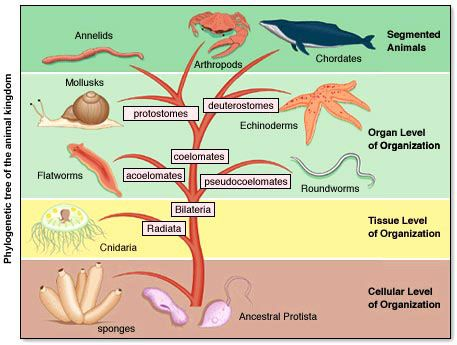 Phylogenetic tree of the animal kingdom
Annelids
Arthropods
Chordates
Segmented
Animals
Mollusks
protostomes
deuterostomes
Echinoderms
Organ Level
of Organization
coelomates
Flatworms
acoelomates
pseudocoelomates
Roundworms
Bilateria
Radiata
Cnidaria
Tissue Level
of Organization
sponges
Ancestral Protista
Cellular Level
of Organization